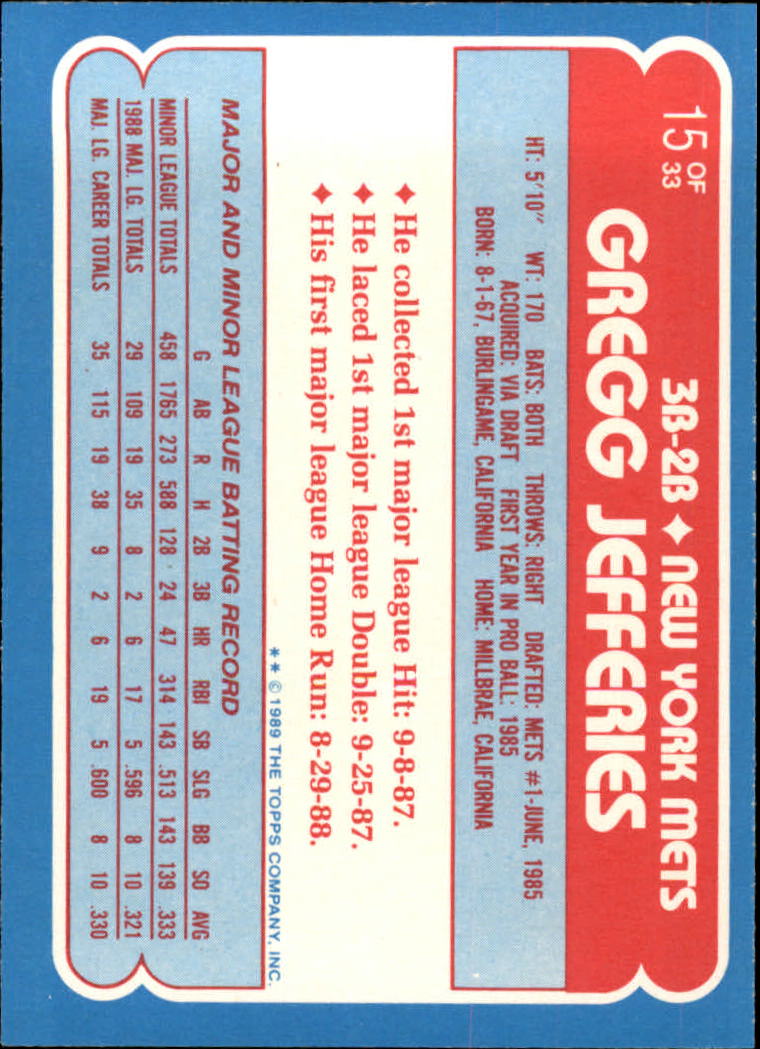 15 OF 33
3B-2B ♦ NEW YORK METS
GREGG JEFFERIES
HT: 5'10" WT: 170 BATS: BOTH THROWS: RIGHT DRAFTED: METS #1-JUNE, 1985
ACQUIRED: VIA DRAFT FIRST YEAR IN PRO BALL: 1985
BORN: 8-1-67, BURLINGAME, CALIFORNIA HOME: MILLBRAE, CALIFORNIA
♦ He collected 1st major league Hit: 9-8-87.
♦ He laced 1st major league Double: 9-25-87.
♦ His first major league Home Run: 8-29-88.
** © 1989 THE TOPPS COMPANY, INC.
MAJOR AND MINOR LEAGUE BATTING RECORD
G AB R H 2B 3B HR RBI SB SLG BB SO AVG
MINOR LEAGUE TOTALS 458 1765 273 588 128 24 47 314 143 .513 143 139 .333
1988 MAJ. LG. TOTALS 29 109 19 35 8 2 6 17 5 .596 8 10 .321
MAJ. LG. CAREER TOTALS 35 115 19 38 9 2 6 19 5 .600 8 10 .330